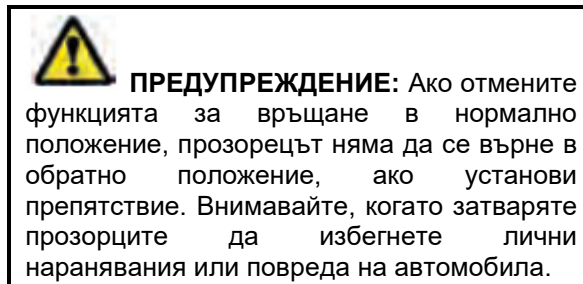 ПРЕДУПРЕЖДЕНИЕ: Ако отмените
функцията за връщане в нормално
положение, прозорецът няма да се върне в
обратно положение, ако установи
препятствие. Внимавайте, когато затваряте
прозорците да избегнете лични
наранявания или повреда на автомобила.